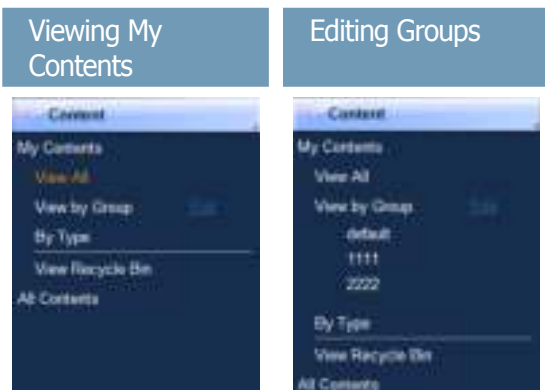 Viewing My
Contents
Content
My Contents
View All
View by Group Edit
By Type
View Recycle Bin
All Contents
Editing Groups
Content
My Contents
View All
View by Group Edit
default
1111
2222
By Type
View Recycle Bin
All Contents